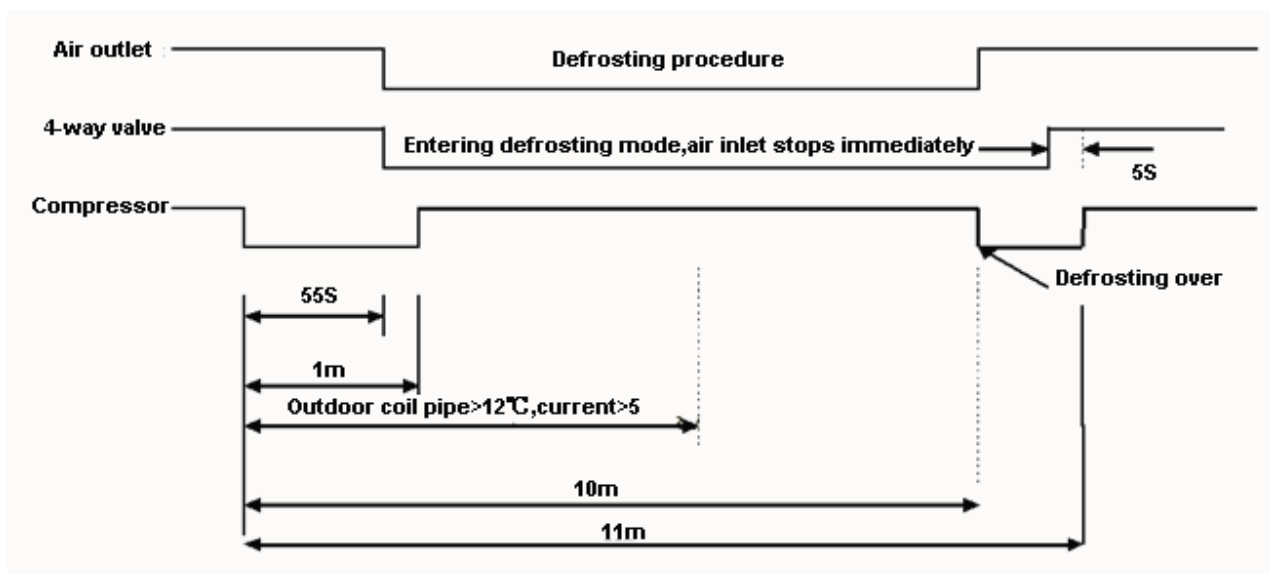 Air outlet
Defrosting procedure
4-way valve
Entering defrosting mode,air inlet stops immediately
5S
Compressor
Defrosting over
55S
1m
Outdoor coil pipe>12℃,current>5
10m
11m